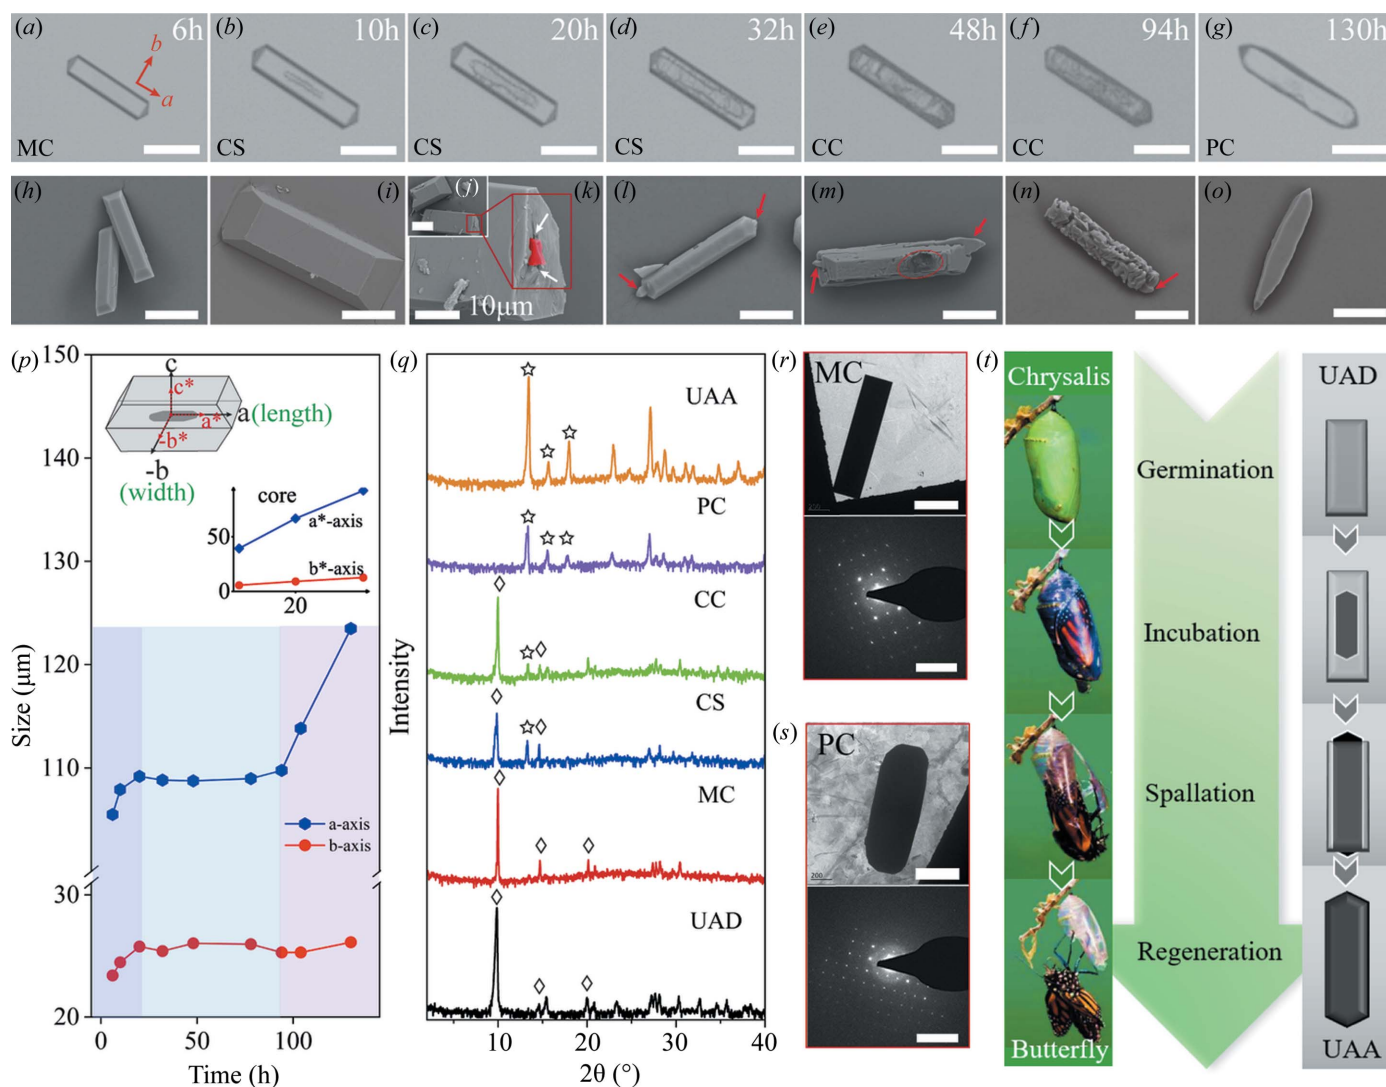 (a) 6h
b
a
MC
(b) 10h
CS
(c) 20h
CS
(d) 32h
CS
(e) 48h
CC
(f) 94h
CC
(g) 130h
PC
(h)
(i)
(j)
(k)
10μm
(l)
(m)
(n)
(o)
(p)
150
140
130
120
110
30
20
Size (μm)
0 50 100
Time (h)
c
c*
a*
a(length)
-b*
-b
(width)
core
a*-axis
b*-axis
50
0
20
a-axis
b-axis
(q)
UAA
PC
CC
CS
MC
UAD
Intensity
10 20 30 40
2θ (°)
(r)
MC
(s)
PC
200
(t)
Chrysalis
Butterfly
Germination
Incubation
Spallation
Regeneration
UAD
UAA